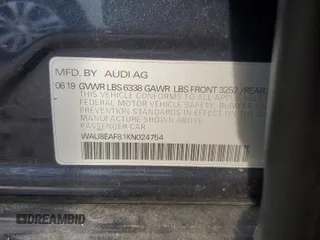 MFD. BY AUDI AG
06 19 GVWR LBS 6338 GAWR LBS FRONT 3252 /REAR
THIS VEHICLE CONFORMS TO ALL APPLICABLE
FEDERAL MOTOR VEHICLE SAFETY, BUMPER
PREVENTION STANDARDS IN EFFECT ON THE
MANUFACTURE SHOWN ABOVE
PASSENGER CAR
WAU8EAF81KN024754
DREAMBID